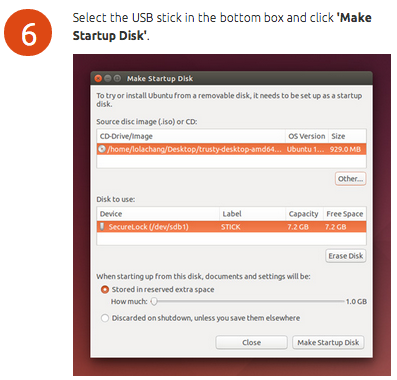 6
Select the USB stick in the bottom box and click 'Make
Startup Disk'.
Make Startup Disk
To try or install Ubuntu from a removable disk, it needs to be set up as a startup
disk.
Source disc image (.iso) or CD:
CD-Drive/Image OS Version Size
/home/lolachang/Desktop/trusty-desktop-amd64... Ubuntu 1... 929.0 MB
Other...
Disk to use:
Device Label Capacity Free Space
SecureLock (/dev/sdb1) STICK 7.2 GB 7.2 GB
Erase Disk
When starting up from this disk, documents and settings will be:
Stored in reserved extra space
How much: 1.0 GB
Discarded on shutdown, unless you save them elsewhere
Close Make Startup Disk